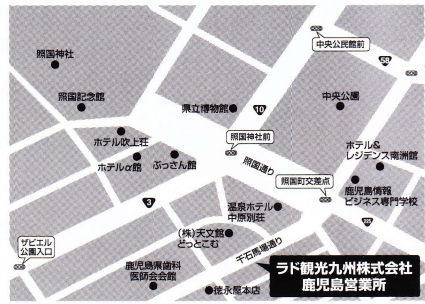 中央公民館前
58
照国神社
照国記念館
県立博物館
10
中央公園
ホテル吹上荘
照国神社前
ホテル&
レジデンス南洲館
ホテルα館
ぶっさん館
照国通り
照国町交差点
鹿児島情報
ビジネス専門学校
3
温泉ホテル
中原別荘
225
(株)天文館
どっとこむ
千石馬場通り
ザビエル
公園入口
ラド観光九州株式会社
鹿児島営業所
鹿児島県歯科
医師会会館
徳永屋本店